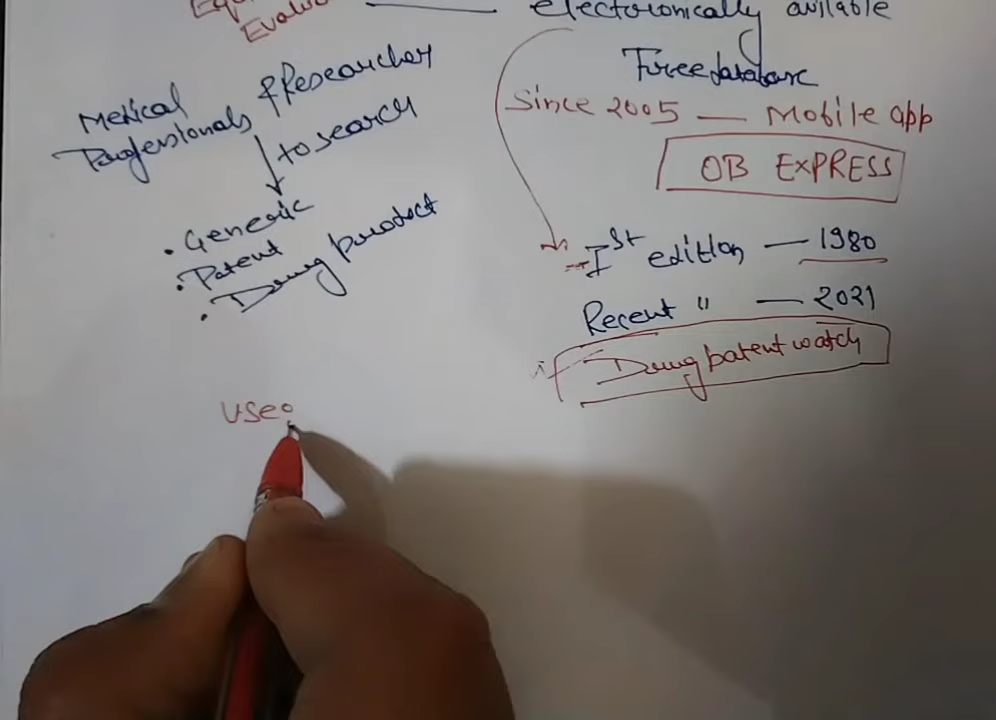 Evalu
electoronically available
Free database
Since 2005 — Mobile app
OB EXPRESS
Medical
Professionals & Researcher
to search
• Generic
• Patent
• Drug product
Ist edition — 1980
Recent " — 2021
Drug patent watch
use